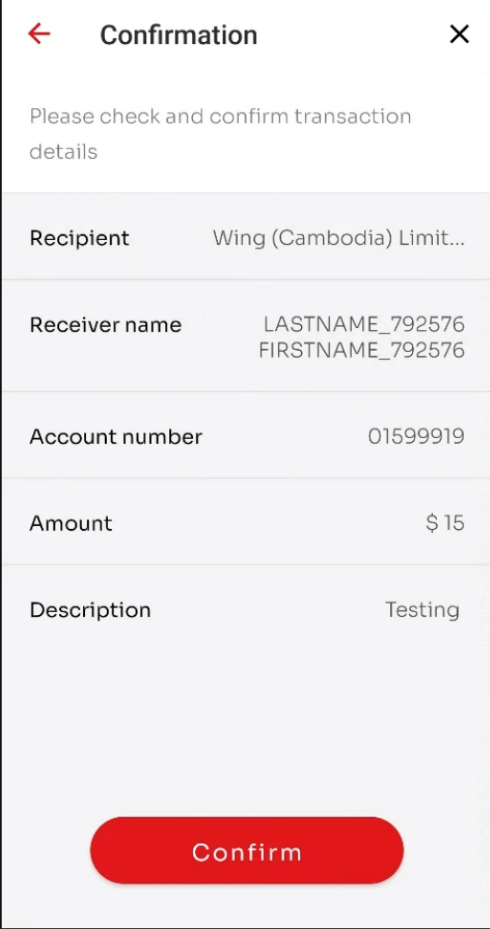 Confirmation
Please check and confirm transaction
details
Recipient Wing (Cambodia) Limit...
Receiver name LASTNAME_792576
FIRSTNAME_792576
Account number 01599919
Amount $ 15
Description Testing
Confirm